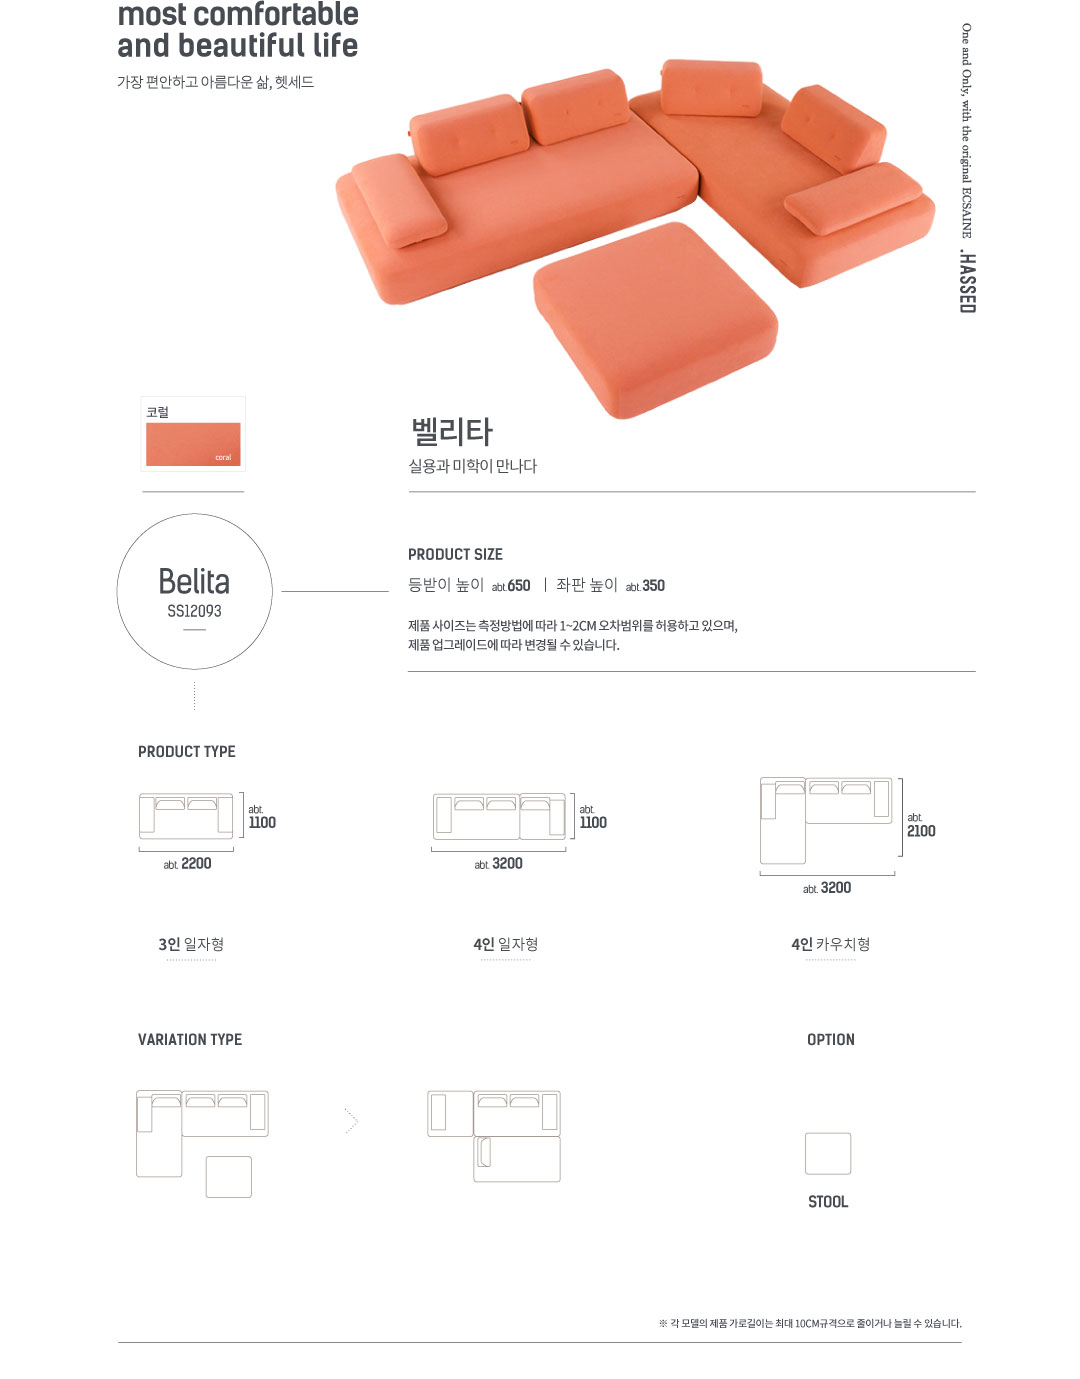 most comfortable
and beautiful life
가장 편안하고 아름다운 삶, 헷세드
One and Only, with the original ECSAINE .HASSED
코럴
coral
벨리타
실용과 미학이 만나다
Belita
SS12093
PRODUCT SIZE
등받이 높이 abt.650 | 좌판 높이 abt.350
제품 사이즈는 측정방법에 따라 1~2CM 오차범위를 허용하고 있으며,
제품 업그레이드에 따라 변경될 수 있습니다.
PRODUCT TYPE
abt.
1100
abt. 2200
3인 일자형
abt.
1100
abt. 3200
4인 일자형
abt.
2100
abt. 3200
4인 카우치형
VARIATION TYPE
OPTION
STOOL
※ 각 모델의 제품 가로길이는 최대 10CM규격으로 줄이거나 늘릴 수 있습니다.